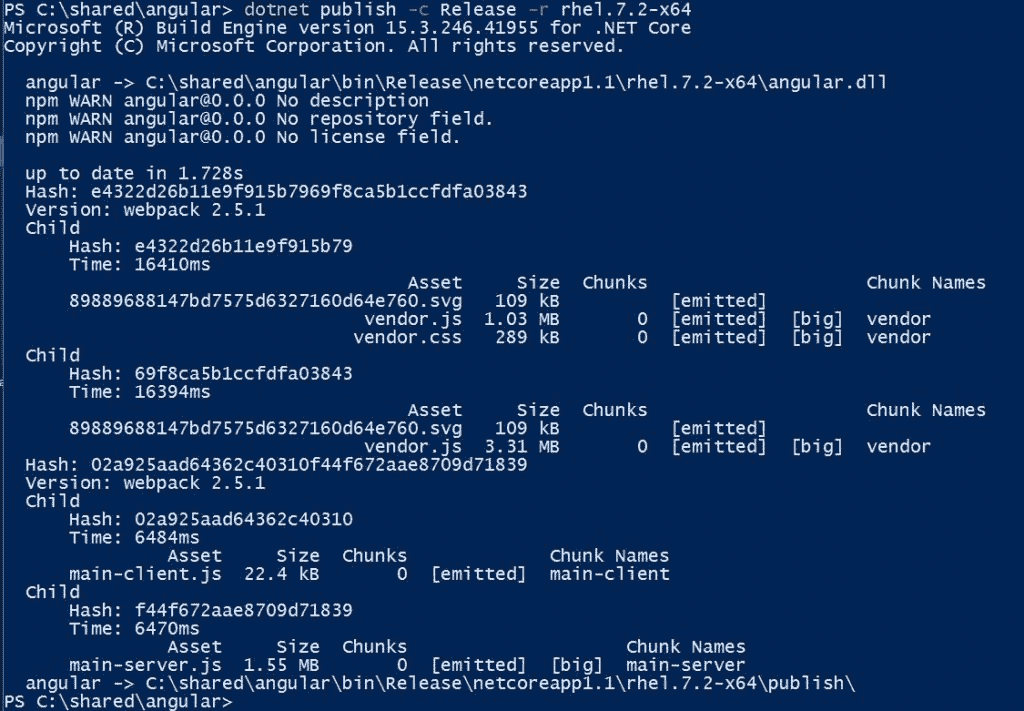 PS C:\shared\angular> dotnet publish -c Release -r rhel.7.2-x64
Microsoft (R) Build Engine version 15.3.246.41955 for .NET Core
Copyright (C) Microsoft Corporation. All rights reserved.
angular -> C:\shared\angular\bin\Release\netcoreapp1.1\rhel.7.2-x64\angular.dll
npm WARN angular@0.0.0 No description
npm WARN angular@0.0.0 No repository field.
npm WARN angular@0.0.0 No license field.
up to date in 1.728s
Hash: e4322d26b11e9f915b7969f8ca5b1ccfdfa03843
Version: webpack 2.5.1
Child
Hash: e4322d26b11e9f915b79
Time: 16410ms
Asset Size Chunks Chunk Names
89889688147bd7575d6327160d64e760.svg 109 kB [emitted]
vendor.js 1.03 MB 0 [emitted] [big] vendor
vendor.css 289 kB 0 [emitted] [big] vendor
Child
Hash: 69f8ca5b1ccfdfa03843
Time: 16394ms
Asset Size Chunks Chunk Names
89889688147bd7575d6327160d64e760.svg 109 kB [emitted]
vendor.js 3.31 MB 0 [emitted] [big] vendor
Hash: 02a925aad64362c40310f44f672aae8709d71839
Version: webpack 2.5.1
Child
Hash: 02a925aad64362c40310
Time: 6484ms
Asset Size Chunks Chunk Names
main-client.js 22.4 kB 0 [emitted] main-client
Child
Hash: f44f672aae8709d71839
Time: 6470ms
Asset Size Chunks Chunk Names
main-server.js 1.55 MB 0 [emitted] [big] main-server
angular -> C:\shared\angular\bin\Release\netcoreapp1.1\rhel.7.2-x64\publish\
PS C:\shared\angular>